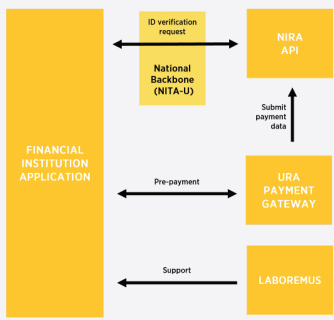 ID verification
request
National
Backbone
(NITA-U)
NIRA
API
Submit
payment
data
FINANCIAL
INSTITUTION
APPLICATION
Pre-payment
URA
PAYMENT
GATEWAY
Support
LABOREMUS